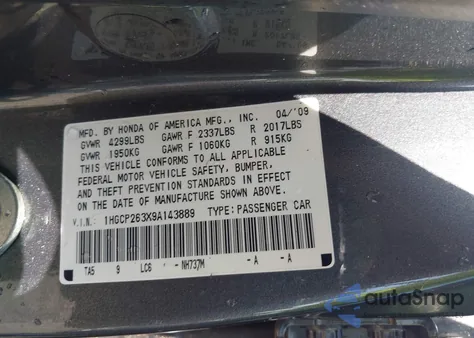 MFD. BY HONDA OF AMERICA MFG., INC. 04/'09
GVWR 4299LBS GAWR F 2337LBS R 2017LBS
GVWR 1950KG GAWR F 1060KG R 915KG
THIS VEHICLE CONFORMS TO ALL APPLICABLE
FEDERAL MOTOR VEHICLE SAFETY, BUMPER,
AND THEFT PREVENTION STANDARDS IN EFFECT
ON THE DATE OF MANUFACTURE SHOWN ABOVE.
V.I.N.: 1HGCP263X9A143889 TYPE: PASSENGER CAR
TA5 9 LC6 -NH737M -A -A
autoSnap